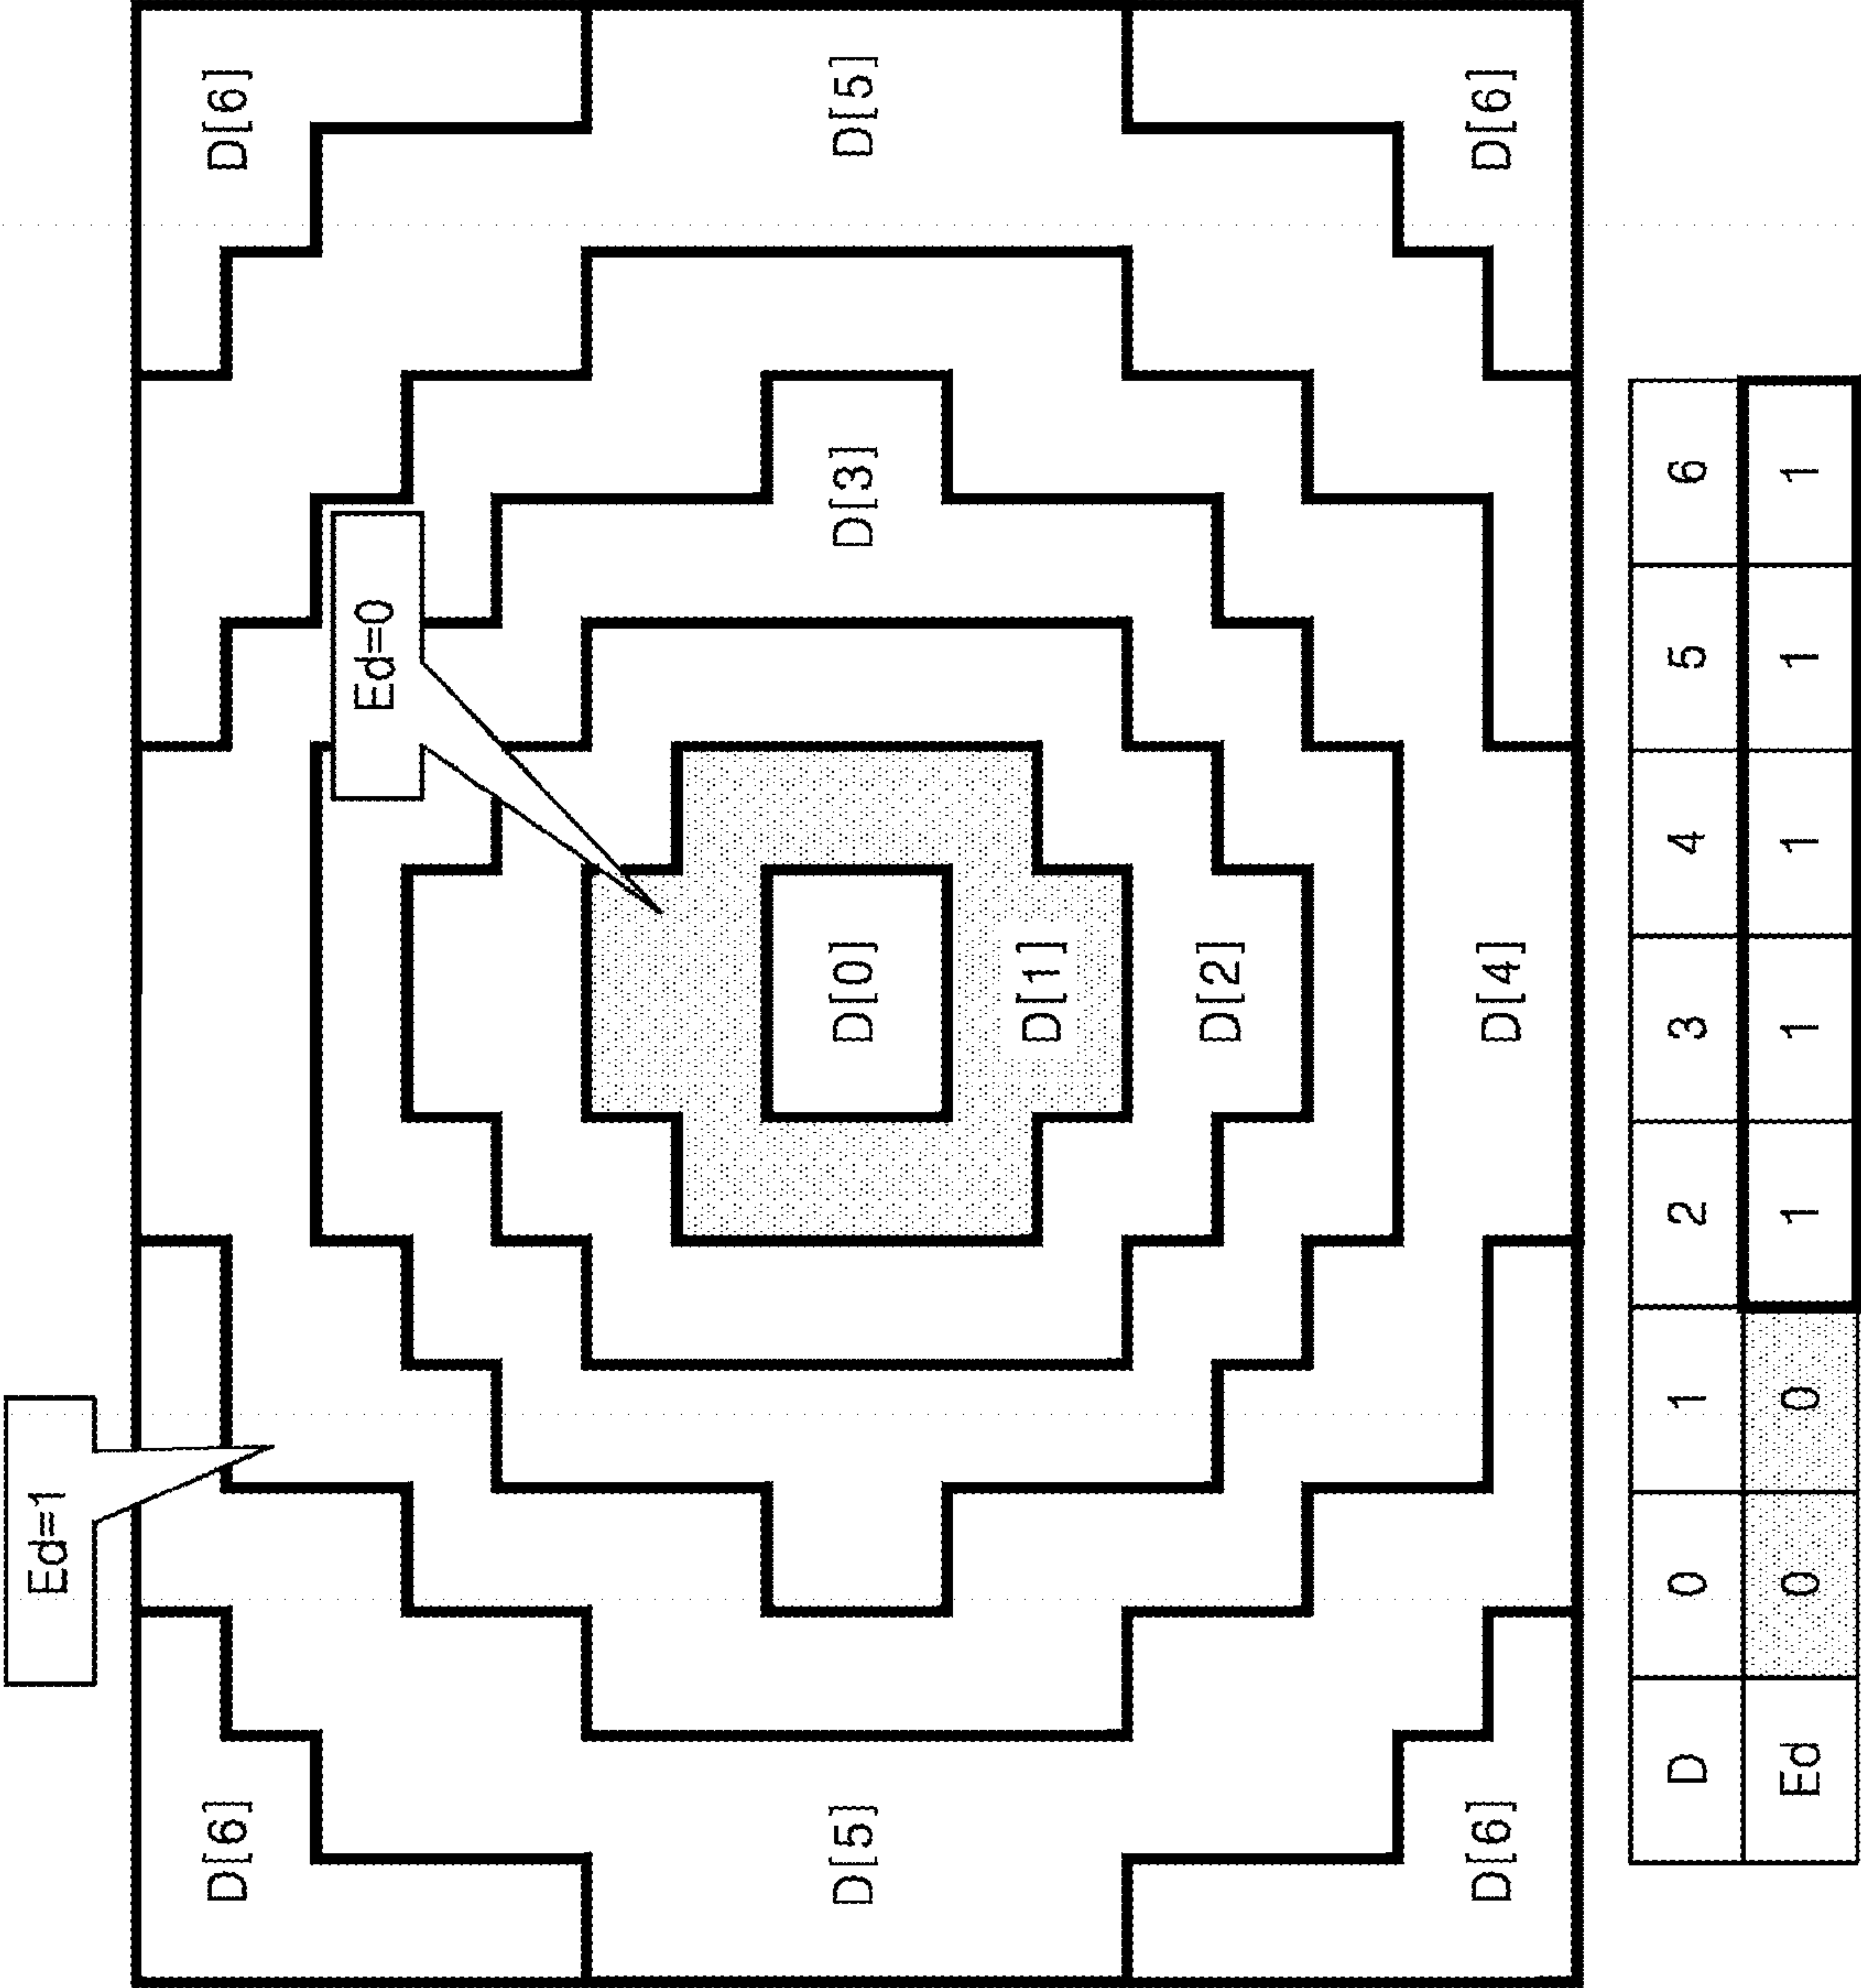 Ed=1
D[6] D[6]
Ed=0
D[5] D[0] D[3] D[5]
D[1]
D[2]
D[6] D[4] D[6]
D 0 1 2 3 4 5 6
Ed 0 0 1 1 1 1 1